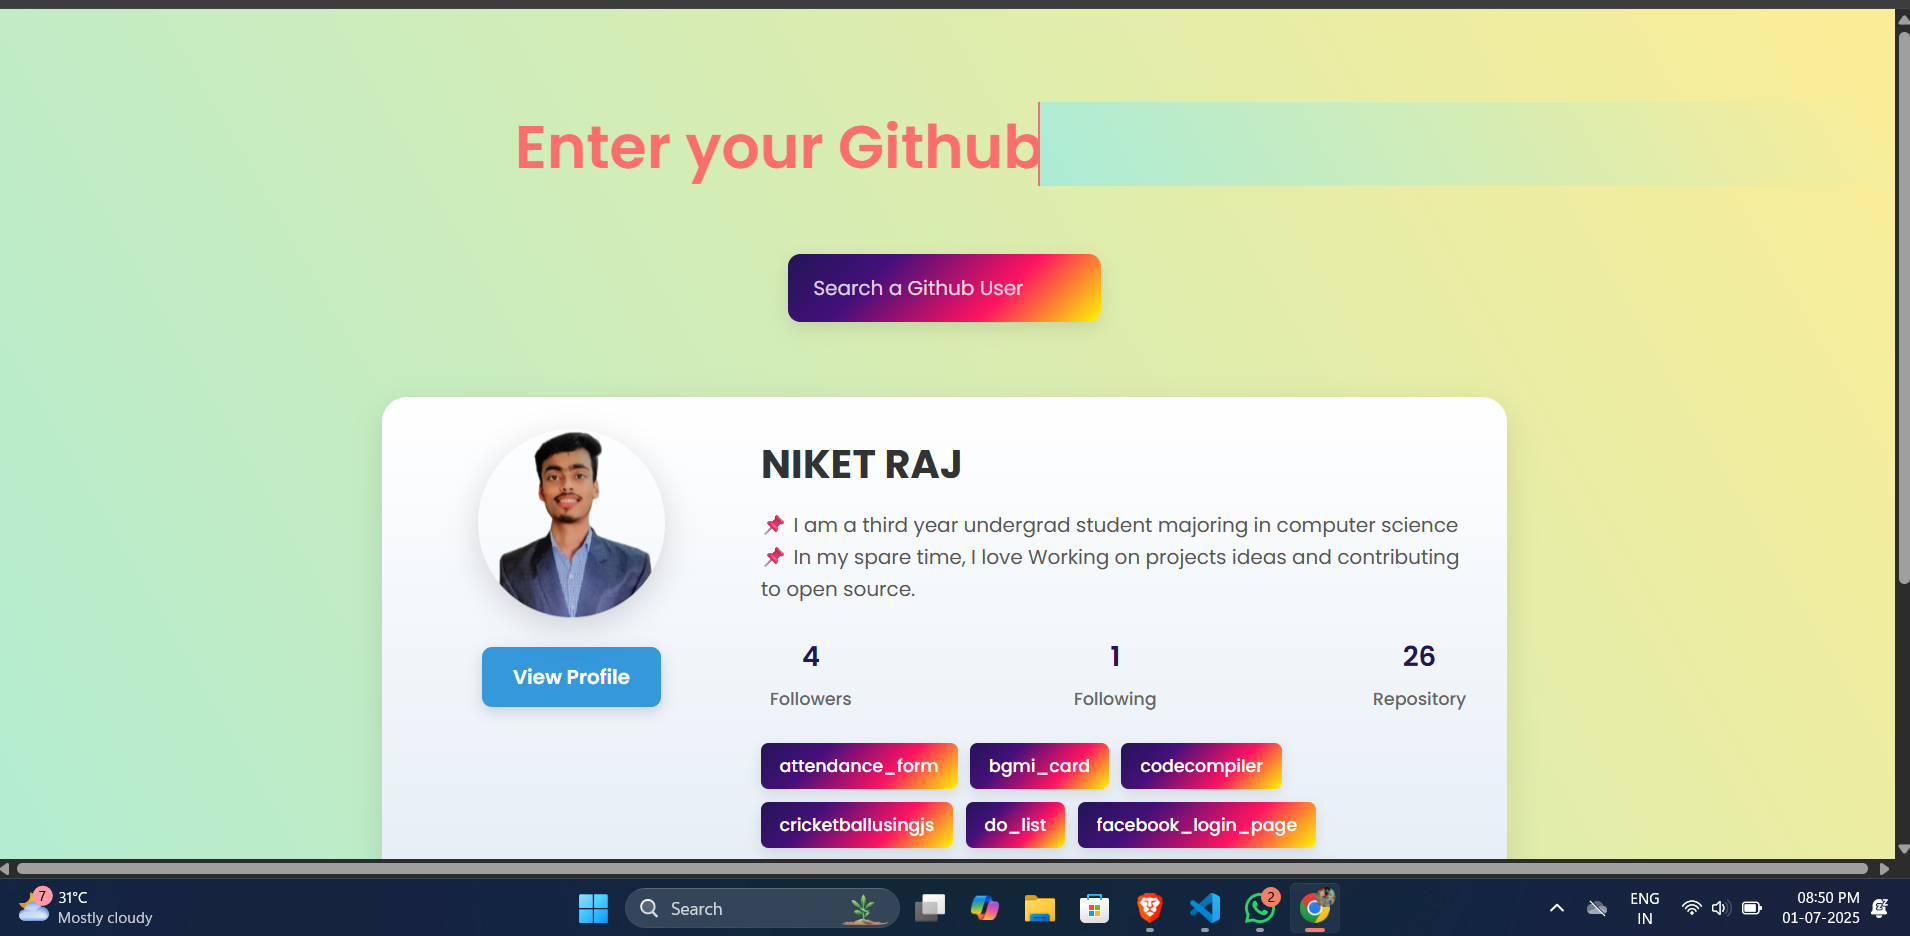 Enter your Github
Search a Github User
NIKET RAJ
📌 I am a third year undergrad student majoring in computer science
📌 In my spare time, I love Working on projects ideas and contributing
to open source.
View Profile
4
Followers
1
Following
26
Repository
attendance_form
bgmi_card
codecompiler
cricketballusingjs
do_list
facebook_login_page
7
31°C
Mostly cloudy
Search
2
ENG
IN
08:50 PM
01-07-2025